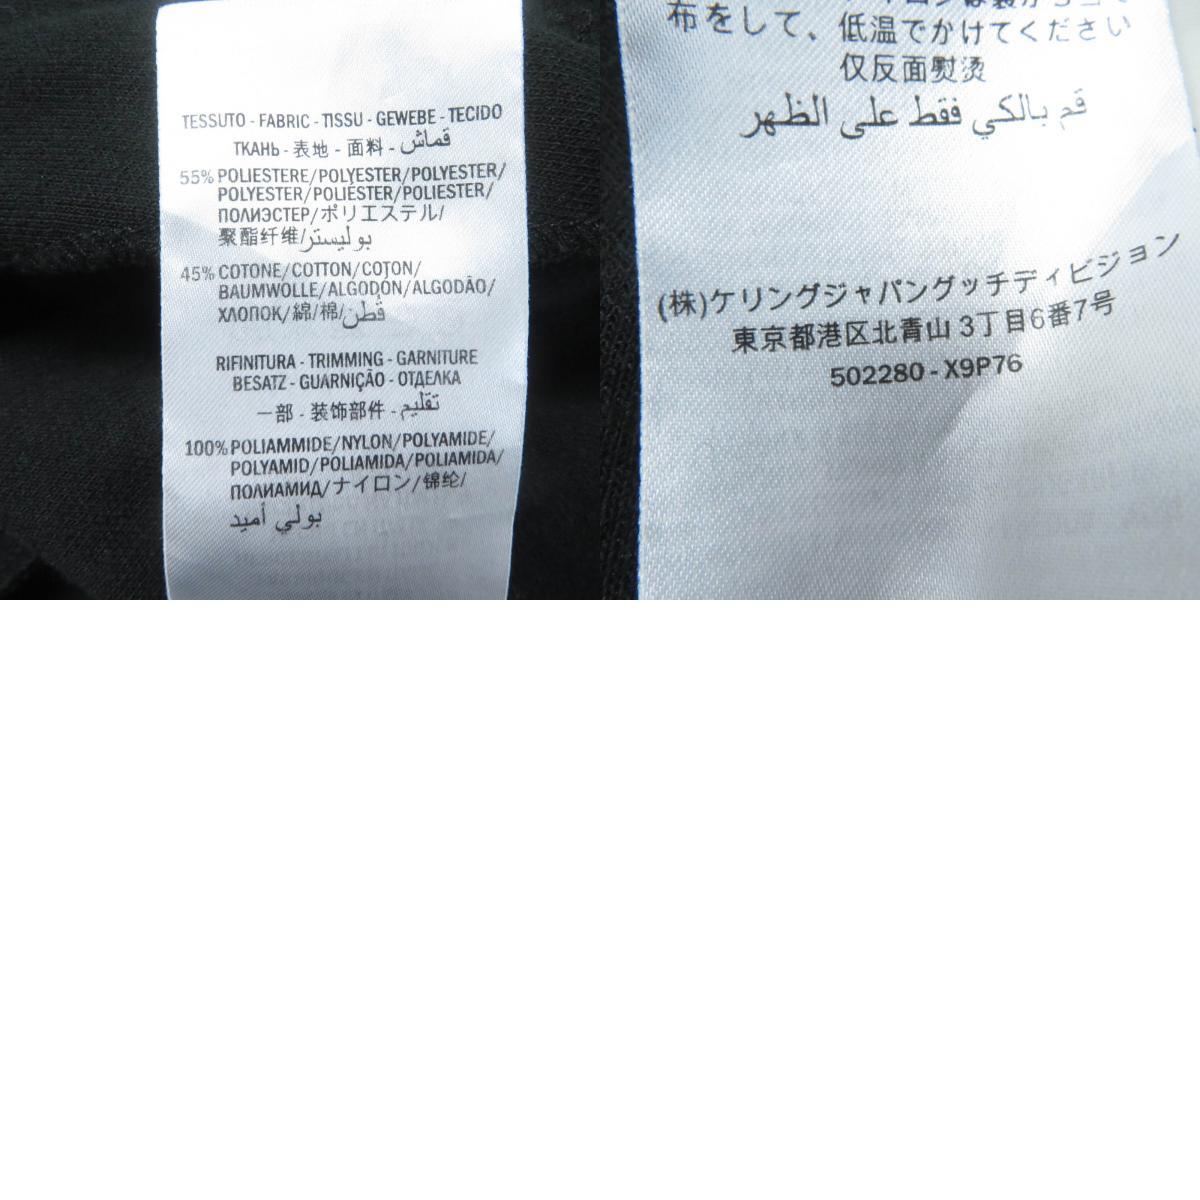 TESSUTO - FABRIC - TISSU - GEWEBE - TECIDO
ТКАНЬ - 表地 - 面料 - قماش
55% POLIESTERE/POLYESTER/POLYESTER/
POLYESTER/POLIÉSTER/POLIESTER/
ПОЛИЭСТЕР/ポリエステル/
聚酯纤维/بوليستر
45% COTONE/COTTON/COTON/
BAUMWOLLE/ALGODÓN/ALGODÃO/
ХЛОПОК/綿/棉/قطن
RIFINITURA - TRIMMING - GARNITURE
BESATZ - GUARNIÇÃO - ОТДЕЛКА
一部 - 装饰部件 - تقليم
100% POLIAMMIDE/NYLON/POLYAMIDE/
POLYAMID/POLIAMIDA/POLIAMIDA/
ПОЛИАМИД/ナイロン/锦纶/
بولي أميد
布をして、低温でかけてください
仅反面熨烫
قم بالكي فقط على الظهر
(株)ケリングジャパングッチディビジョン
東京都港区北青山 3丁目6番7号
502280 - X9P76